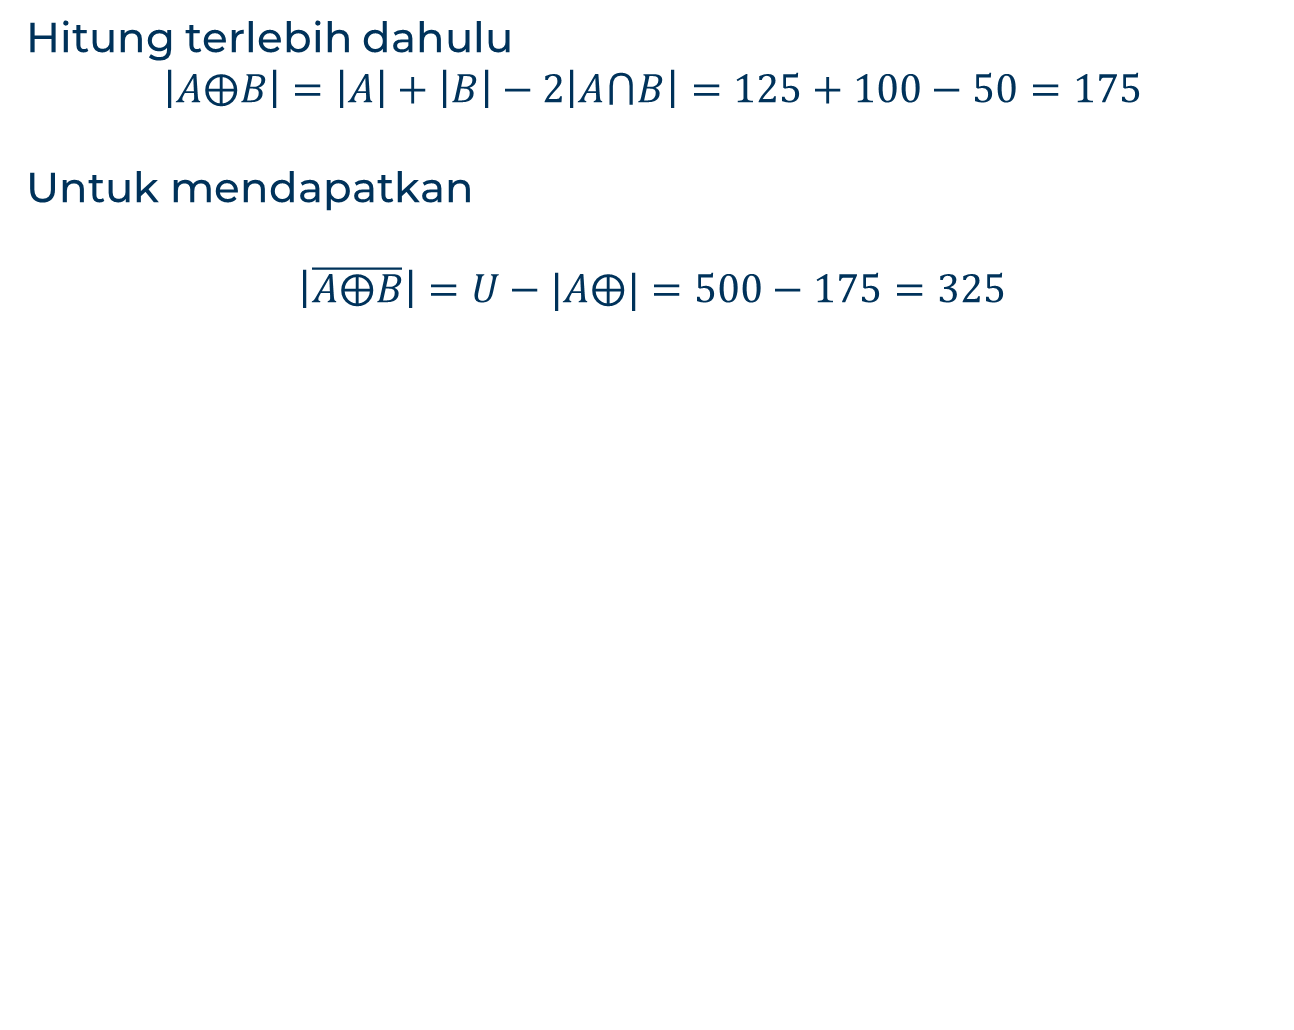 Hitung terlebih dahulu
|A⊕B| = |A| + |B| − 2|A⋂B| = 125 + 100 − 50 = 175
Untuk mendapatkan
|A̅⊕̅B̅| = U − |A⊕| = 500 − 175 = 325